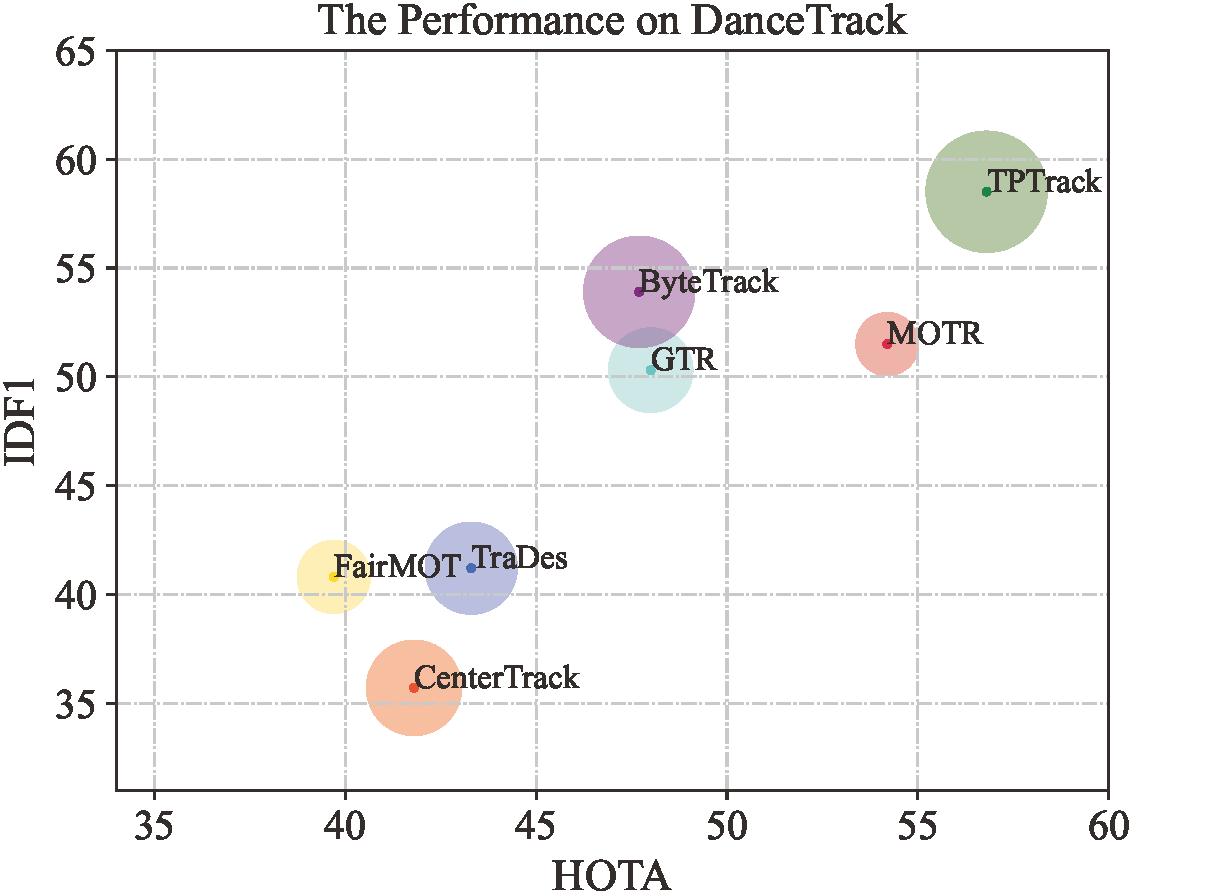 The Performance on DanceTrack
65
60
55
50
45
40
35
IDF1
TPTrack
ByteTrack
MOTR
GTR
FairMOT
TraDes
CenterTrack
35 40 45 50 55 60
HOTA